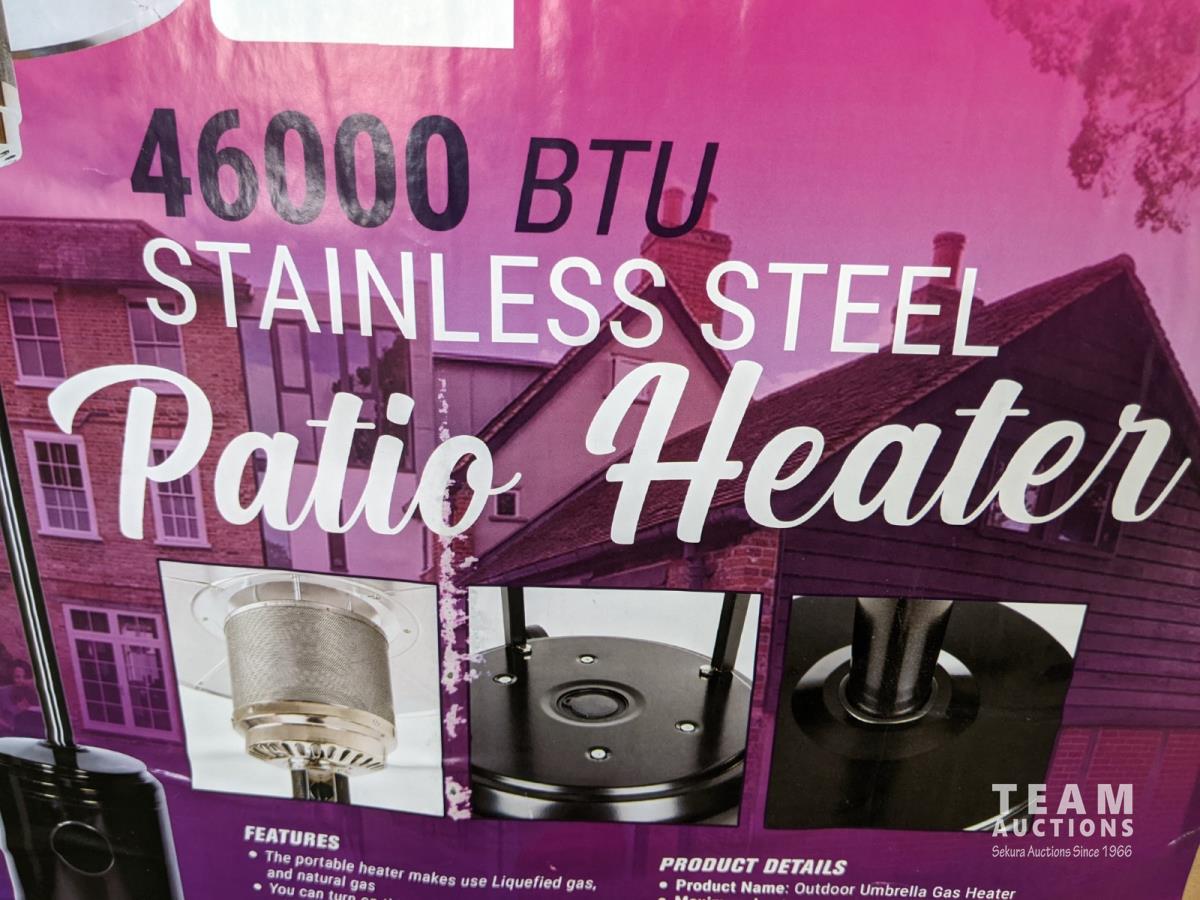 46000 BTU
STAINLESS STEEL
Patio Heater
FEATURES
• The portable heater makes use Liquefied gas,
and natural gas
• You can turn
PRODUCT DETAILS
• Product Name: Outdoor Umbrella Gas Heater
TEAM
AUCTIONS
Sekura Auctions Since 1966